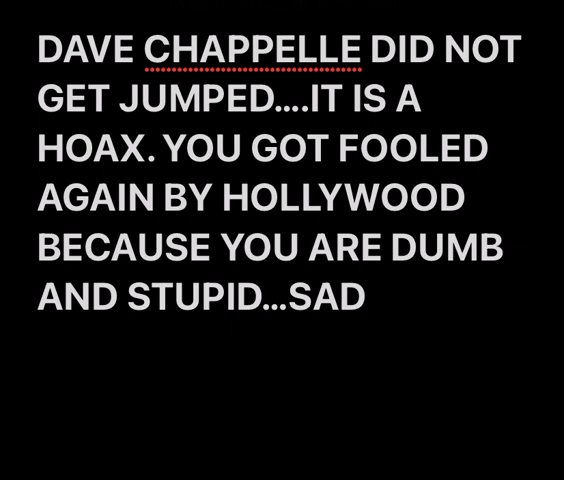 DAVE CHAPPELLE DID NOT
GET JUMPED....IT IS A
HOAX. YOU GOT FOOLED
AGAIN BY HOLLYWOOD
BECAUSE YOU ARE DUMB
AND STUPID...SAD